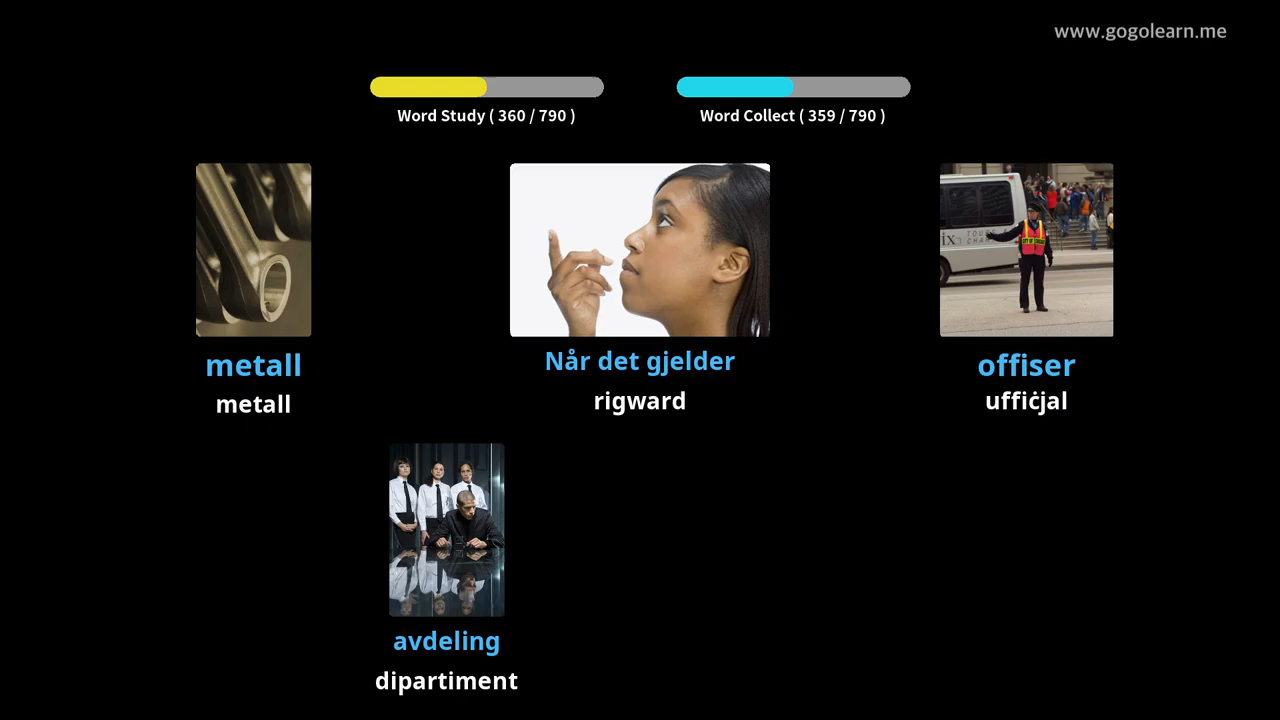 www.gogolearn.me
Word Study ( 360 / 790 )
Word Collect ( 359 / 790 )
metall
metall
Når det gjelder
rigward
offiser
uffiċjal
avdeling
dipartiment